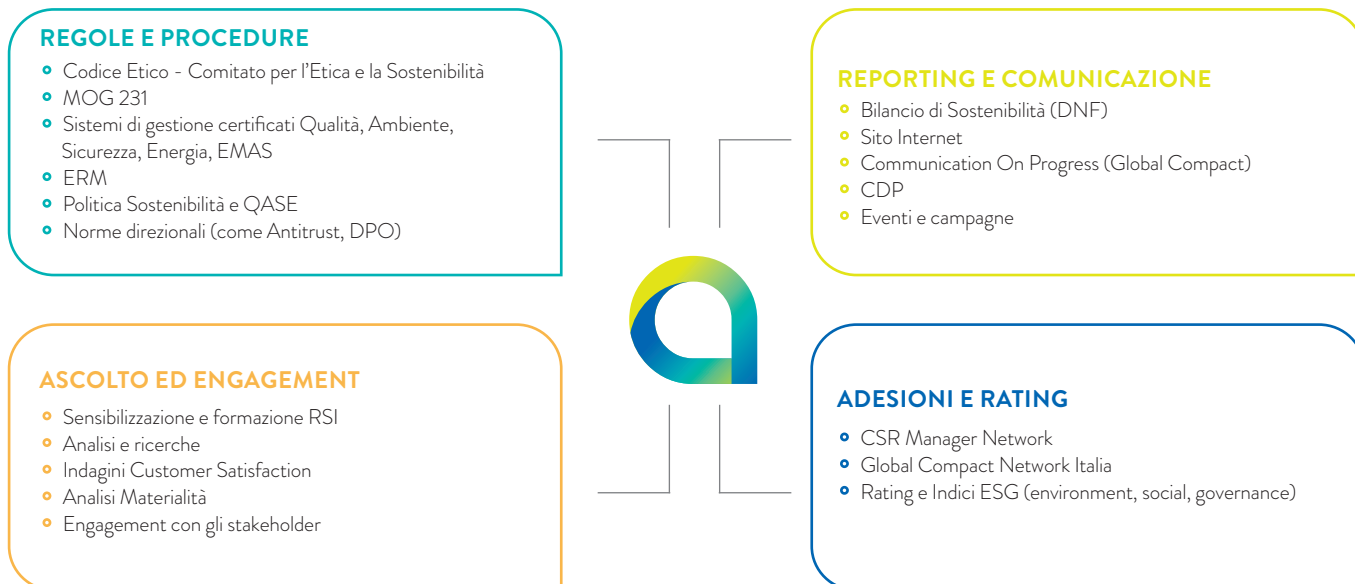 REGOLE E PROCEDURE
Codice Etico - Comitato per l'Etica e la Sostenibilità
MOG 231
Sistemi di gestione certificati Qualità, Ambiente,
Sicurezza, Energia, EMAS
ERM
Politica Sostenibilità e QASE
Norme direzionali (come Antitrust, DPO)
REPORTING E COMUNICAZIONE
Bilancio di Sostenibilità (DNF)
Sito Internet
Communication On Progress (Global Compact)
CDP
Eventi e campagne
ASCOLTO ED ENGAGEMENT
Sensibilizzazione e formazione RSI
Analisi e ricerche
Indagini Customer Satisfaction
Analisi Materialità
Engagement con gli stakeholder
ADESIONI E RATING
CSR Manager Network
Global Compact Network Italia
Rating e Indici ESG (environment, social, governance)